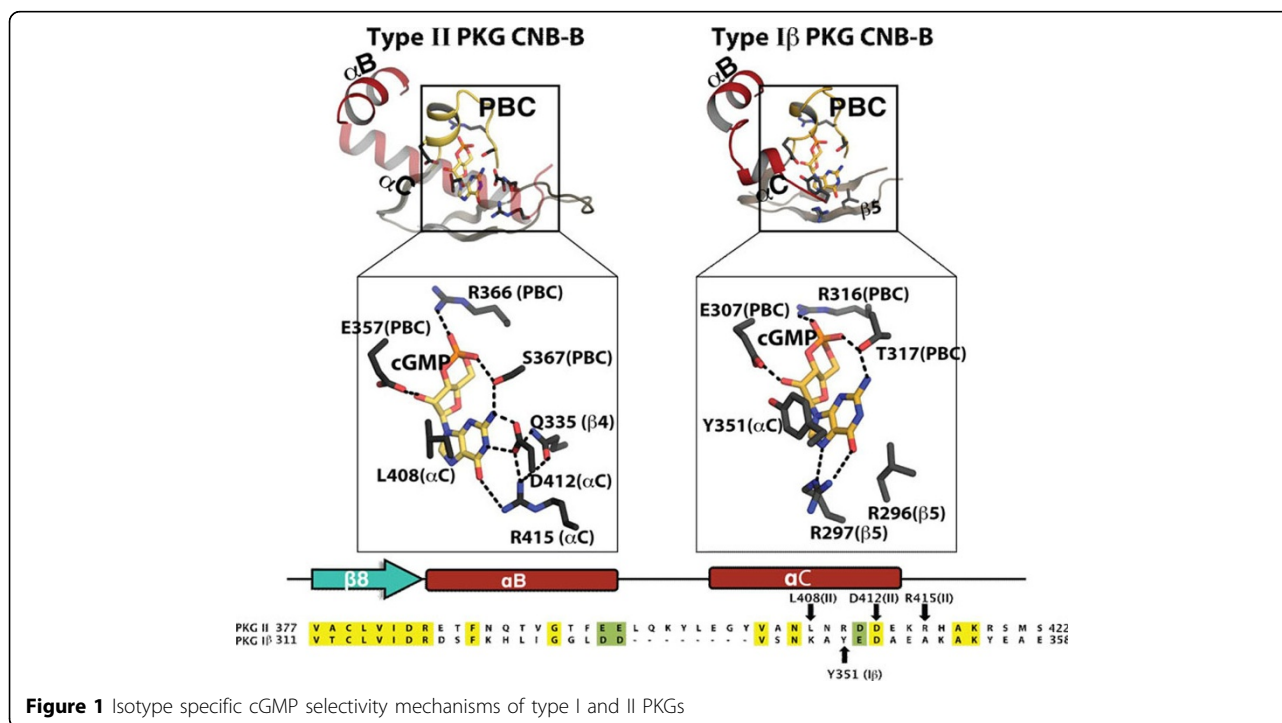 Type II PKG CNB-B
Type Iβ PKG CNB-B
αB
PBC
αC
αB
PBC
αC
β5
R366 (PBC)
E357(PBC)
cGMP
S367(PBC)
Q335 (β4)
L408(αC)
D412(αC)
R415 (αC)
E307(PBC)
R316(PBC)
cGMP
T317(PBC)
Y351(αC)
R296(β5)
R297(β5)
β8
αB
αC
L408(II) D412(II) R415(II)
PKG II 377 V A C L V I D R E T F N Q T V G T F E E L Q K Y L E G Y V A N L N R D D E K R H A K R S M S 422
PKG Iβ 311 V T C L V I D R D S F K H L I G G L D D - - - - - - - - V S N K A Y E D A E A K A K Y E A E 358
Y351 (Iβ)
Figure 1 Isotype specific cGMP selectivity mechanisms of type I and II PKGs